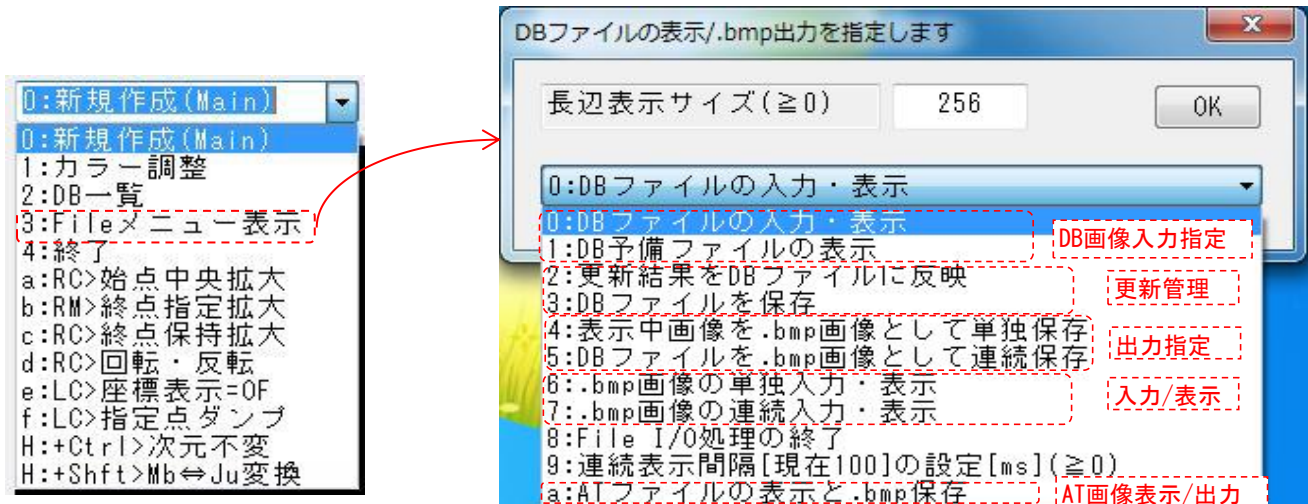 0:新規作成(Main)
0:新規作成(Main)
1:カラー調整
2:DB一覧
3:Fileメニュー表示
4:終了
a:RC>始点中央拡大
b:RM>終点指定拡大
c:RC>終点保持拡大
d:RC>回転・反転
e:LC>座標表示=OF
f:LC>指定点ダンプ
H:+Ctrl>次元不変
H:+Shft>Mb⇔Ju変換
DBファイルの表示/.bmp出力を指定します
長辺表示サイズ(≧0) 256 OK
0:DBファイルの入力・表示
0:DBファイルの入力・表示
1:DB予備ファイルの表示
DB画像入力指定
2:更新結果をDBファイルに反映
3:DBファイルを保存
更新管理
4:表示中画像を.bmp画像として単独保存
5:DBファイルを.bmp画像として連続保存
出力指定
6:.bmp画像の単独入力・表示
7:.bmp画像の連続入力・表示
入力/表示
8:File I/O処理の終了
9:連続表示間隔[現在100]の設定[ms](≧0)
a:ATファイルの表示と.bmp保存
AT画像表示/出力